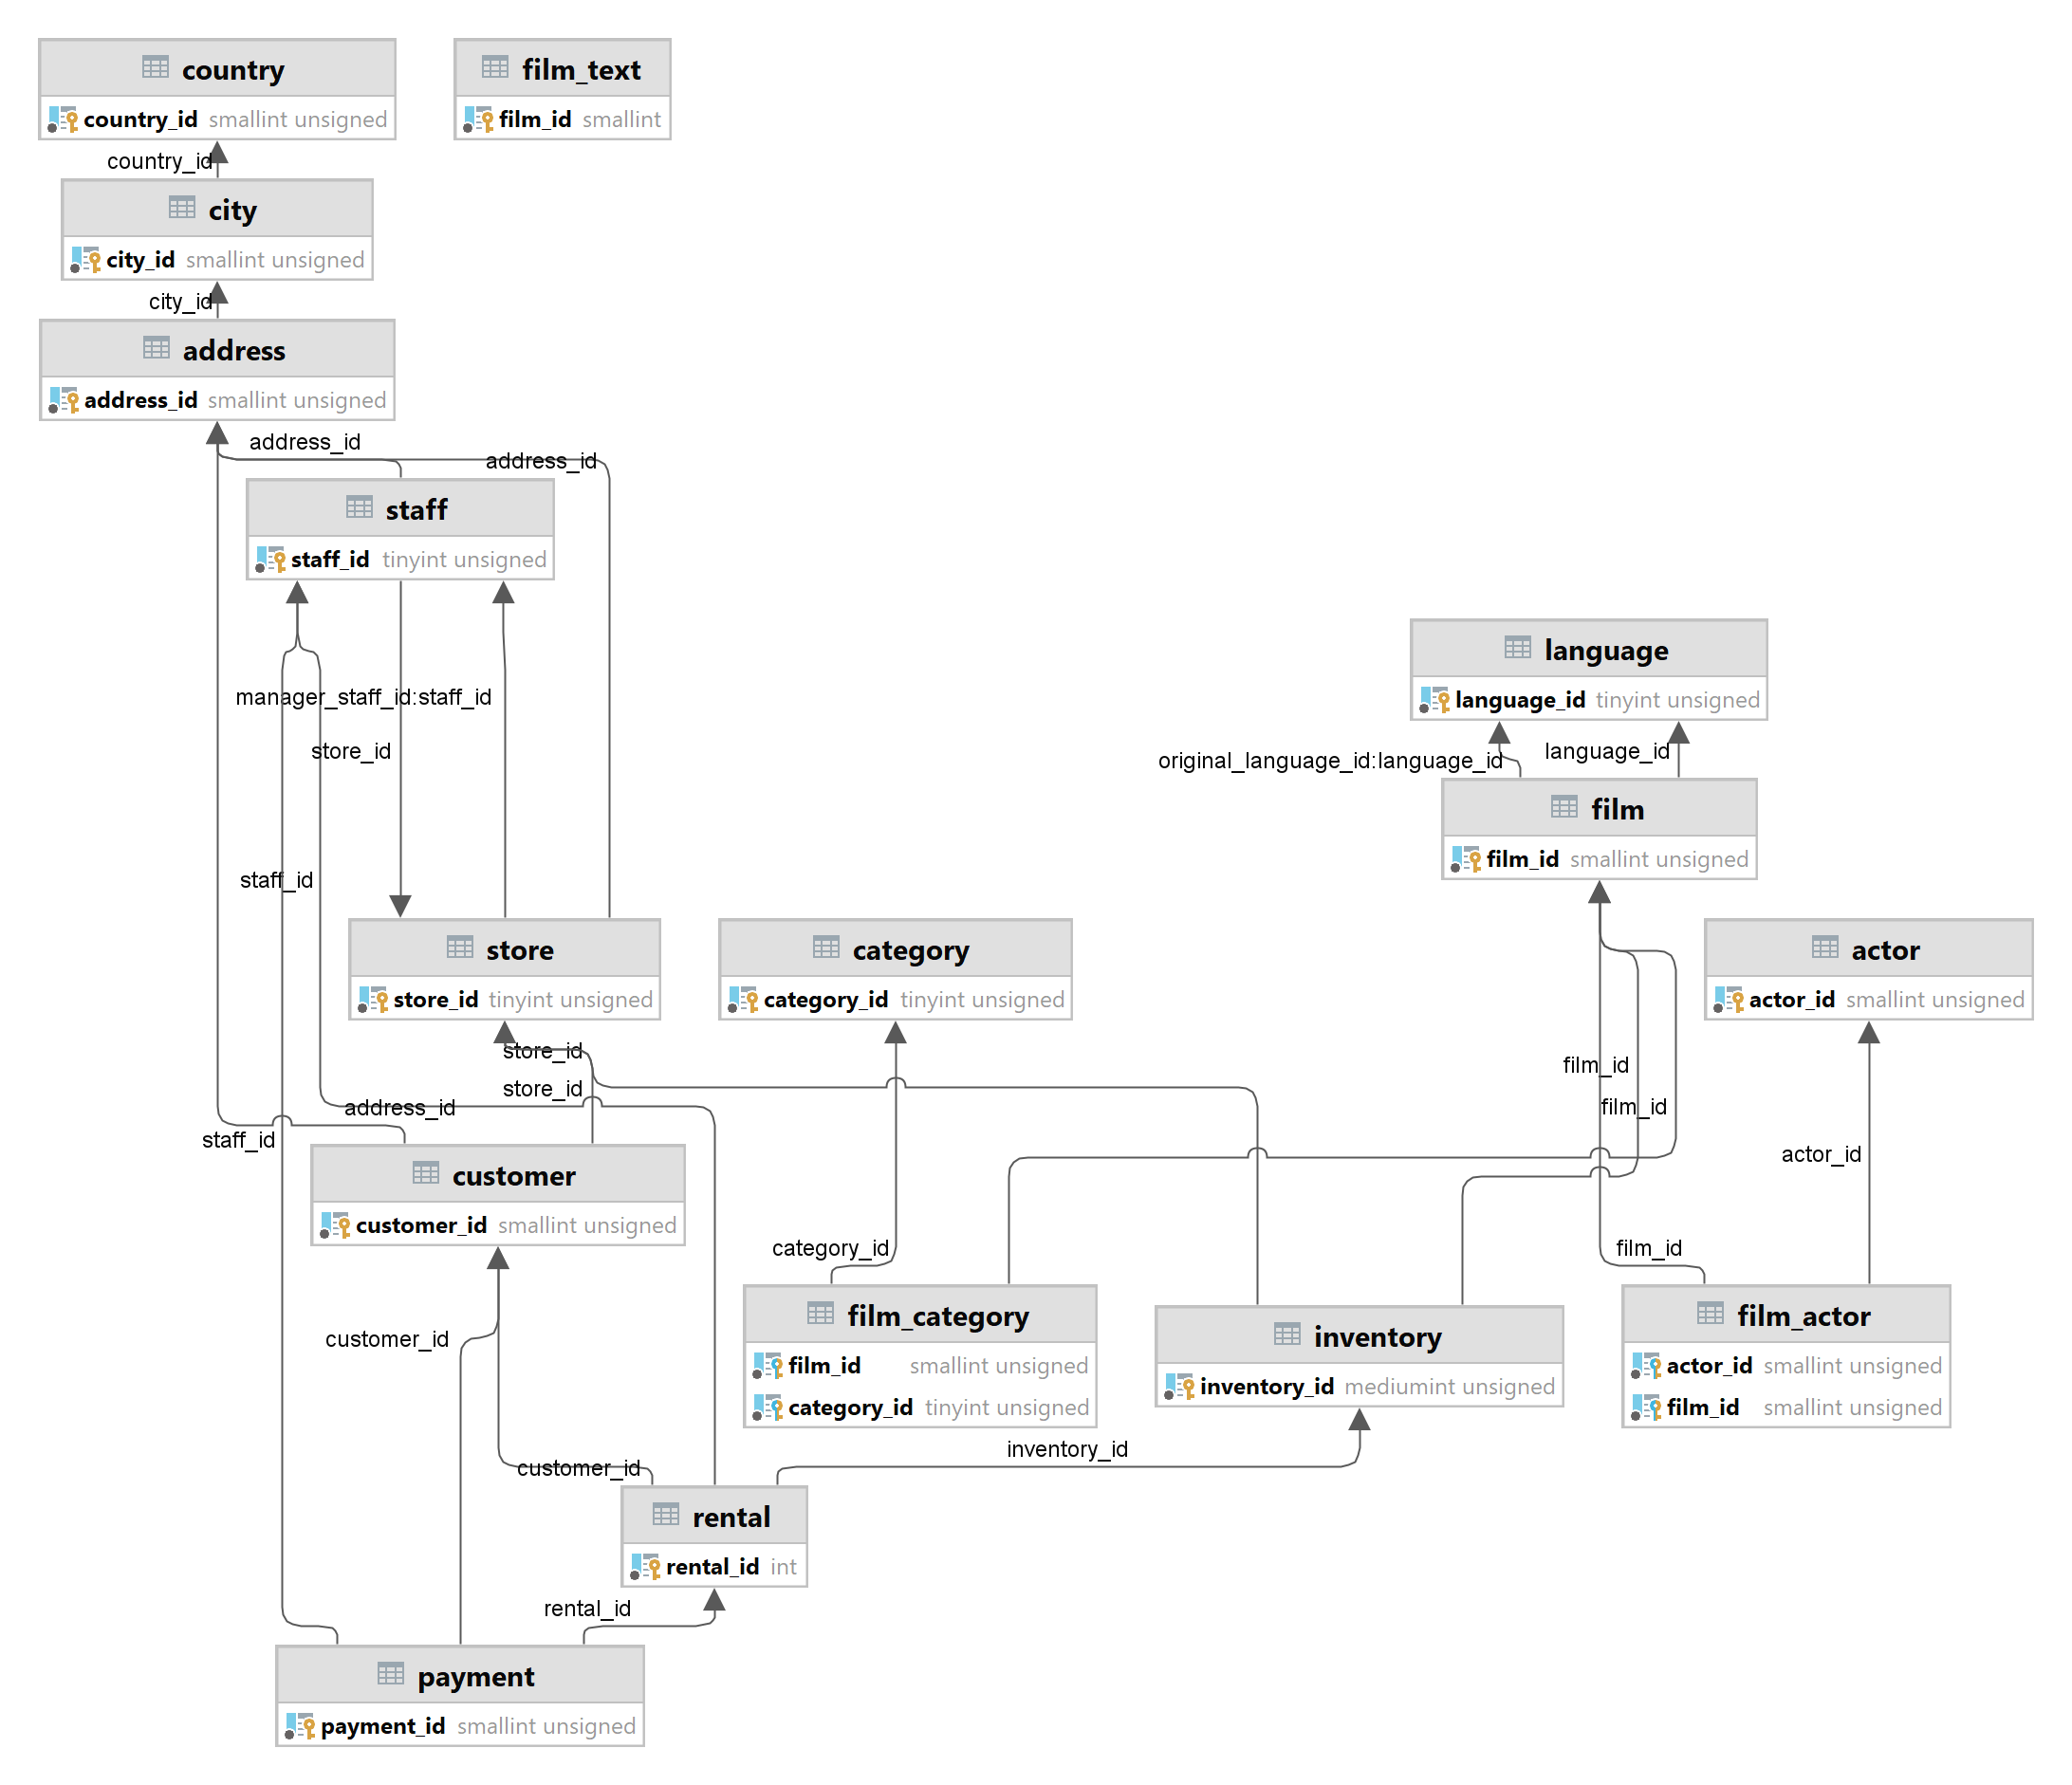 country
country_id smallint unsigned
film_text
film_id smallint
country_id
city
city_id smallint unsigned
city_id
address
address_id smallint unsigned
address_id
address_id
staff
staff_id tinyint unsigned
manager_staff_id:staff_id
store_id
language
language_id tinyint unsigned
original_language_id:language_id
language_id
film
film_id smallint unsigned
staff_id
store
store_id tinyint unsigned
category
category_id tinyint unsigned
actor
actor_id smallint unsigned
store_id
store_id
film_id
film_id
address_id
staff_id
actor_id
customer
customer_id smallint unsigned
category_id
film_id
film_category
film_id smallint unsigned
category_id tinyint unsigned
inventory
inventory_id mediumint unsigned
film_actor
actor_id smallint unsigned
film_id smallint unsigned
customer_id
customer_id
inventory_id
rental
rental_id int
rental_id
payment
payment_id smallint unsigned